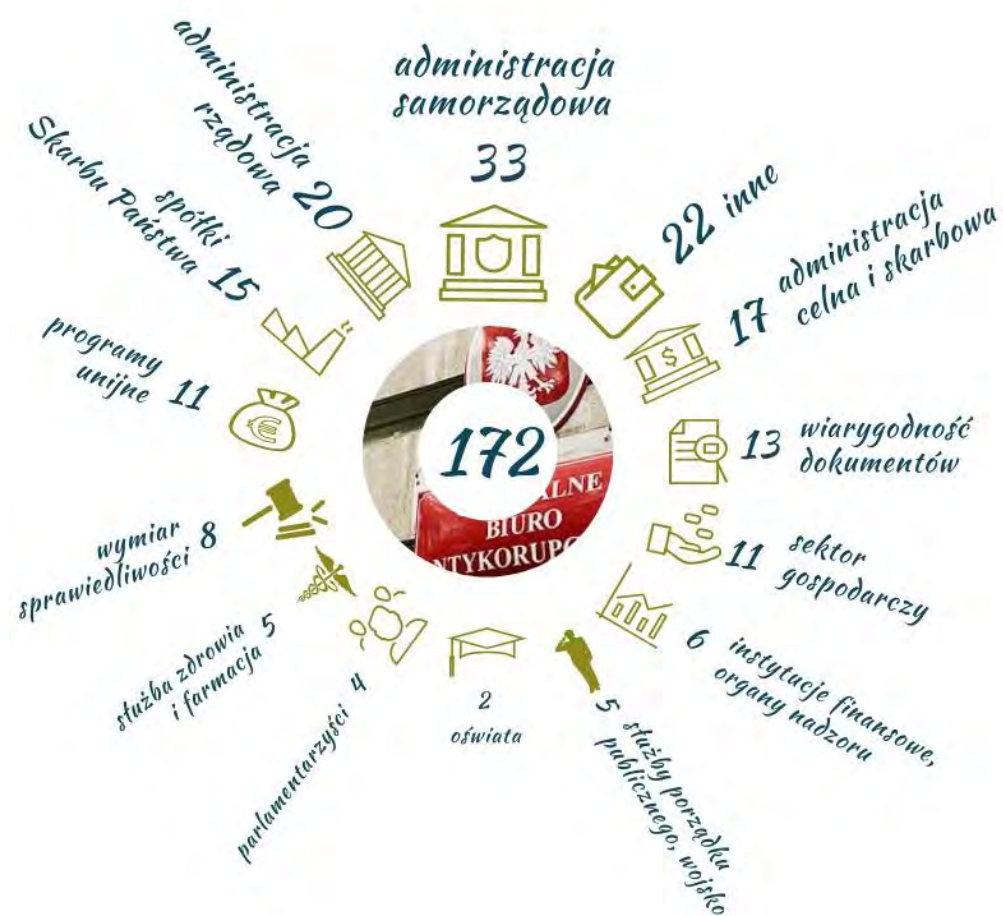 administracja
samorządowa
33
22 inne
17 administracja
celna i skarbowa
13 wiarygodność
dokumentów
11 sektor
gospodarczy
6 instytucje finansowe,
organy nadzoru
5 służby porządku
publicznego, wojsko
2
oświata
parlamentarzyści 4
służba zdrowia
i farmacja 5
wymiar
sprawiedliwości 8
programy
unijne 11
spółki
Skarbu Państwa 15
administracja
rządowa 20
172
ALNE
BIURO
NTYKORUPC
$
€